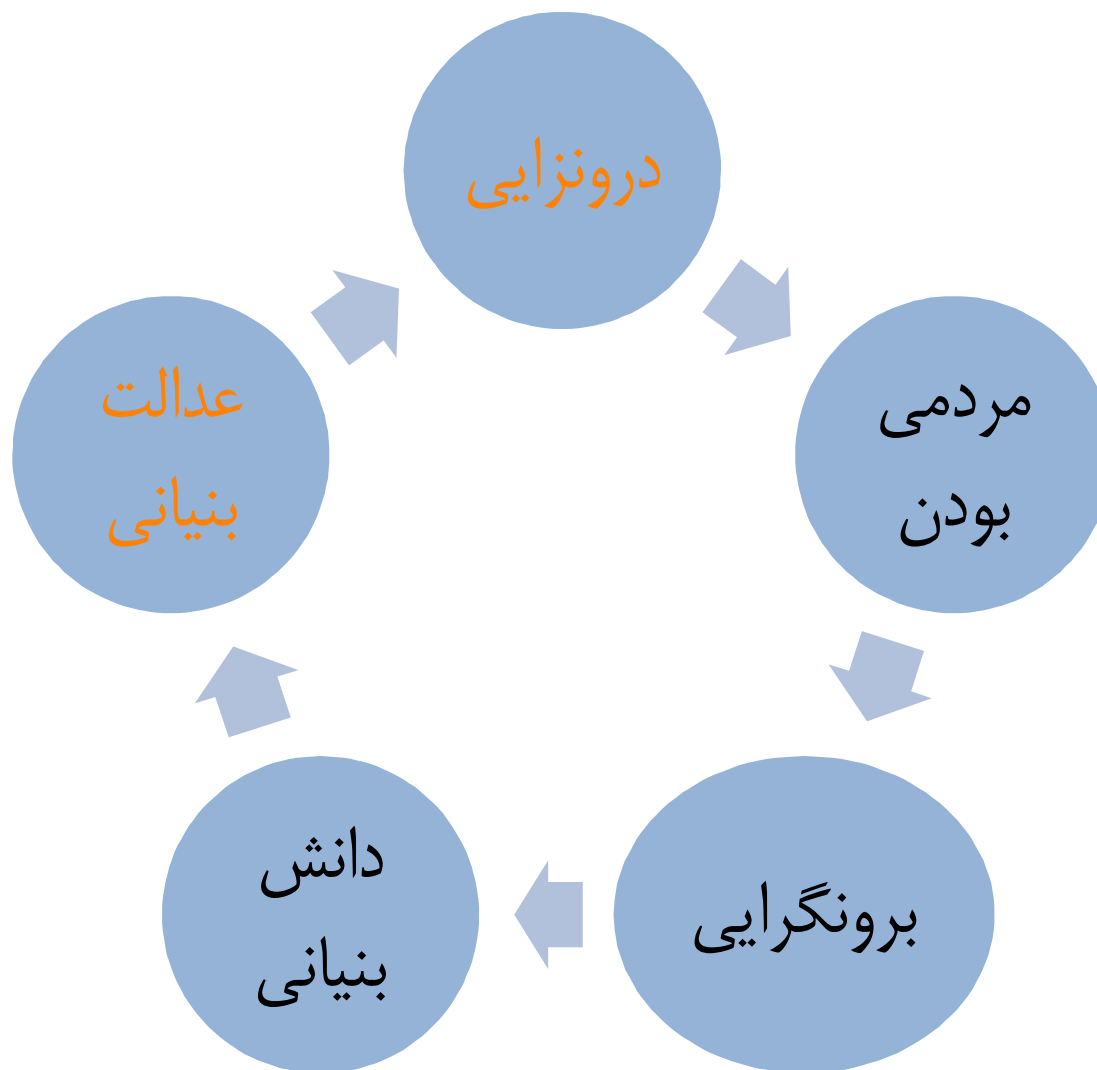 درونزایی
مردمی
بودن
برونگرایی
دانش
بنیانی
عدالت
بنیانی